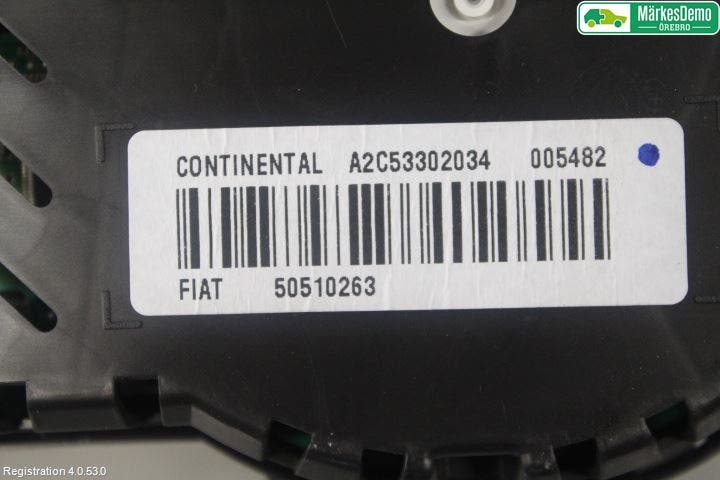 MärkesDemo
ÖREBRO
CONTINENTAL A2C53302034 005482
FIAT 50510263
Registration 4.0.53.0